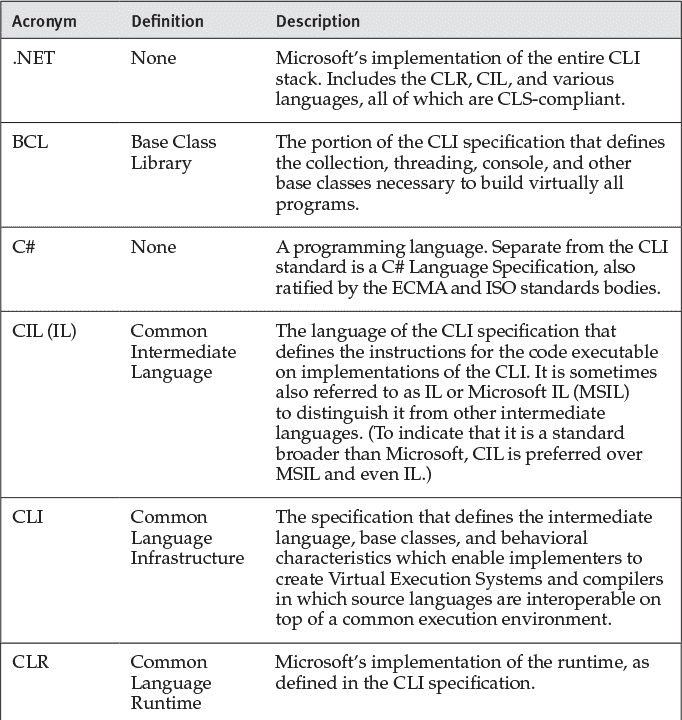 Acronym Definition Description
.NET None Microsoft's implementation of the entire CLI
stack. Includes the CLR, CIL, and various
languages, all of which are CLS-compliant.
BCL Base Class The portion of the CLI specification that defines
Library the collection, threading, console, and other
base classes necessary to build virtually all
programs.
C# None A programming language. Separate from the CLI
standard is a C# Language Specification, also
ratified by the ECMA and ISO standards bodies.
CIL (IL) Common The language of the CLI specification that
Intermediate defines the instructions for the code executable
Language on implementations of the CLI. It is sometimes
also referred to as IL or Microsoft IL (MSIL)
to distinguish it from other intermediate
languages. (To indicate that it is a standard
broader than Microsoft, CIL is preferred over
MSIL and even IL.)
CLI Common The specification that defines the intermediate
Language language, base classes, and behavioral
Infrastructure characteristics which enable implementers to
create Virtual Execution Systems and compilers
in which source languages are interoperable on
top of a common execution environment.
CLR Common Microsoft's implementation of the runtime, as
Language defined in the CLI specification.
Runtime